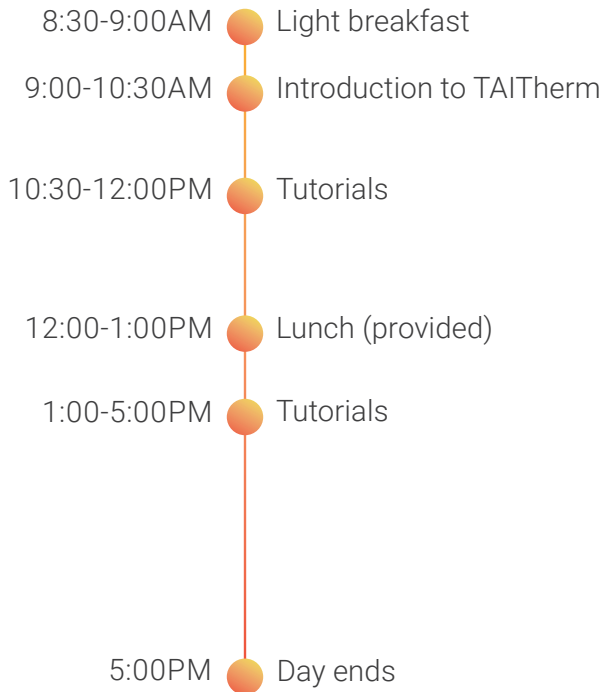 8:30-9:00AM Light breakfast
9:00-10:30AM Introduction to TAITherm
10:30-12:00PM Tutorials
12:00-1:00PM Lunch (provided)
1:00-5:00PM Tutorials
5:00PM Day ends